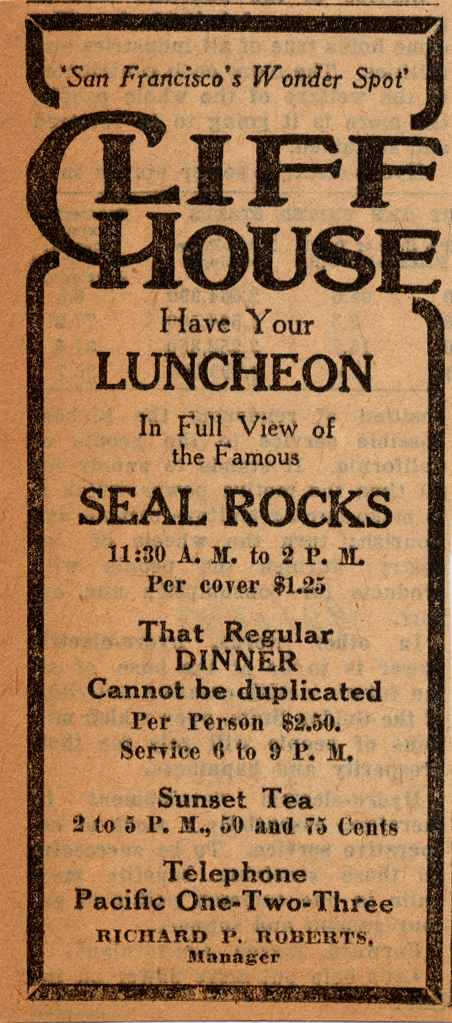 'San Francisco's Wonder Spot'
CLIFF
HOUSE
Have Your
LUNCHEON
In Full View of
the Famous
SEAL ROCKS
11:30 A. M. to 2 P. M.
Per cover $1.25
That Regular
DINNER
Cannot be duplicated
Per Person $2.50.
Service 6 to 9 P. M.
Sunset Tea
2 to 5 P. M., 50 and 75 Cents
Telephone
Pacific One-Two-Three
RICHARD P. ROBERTS,
Manager